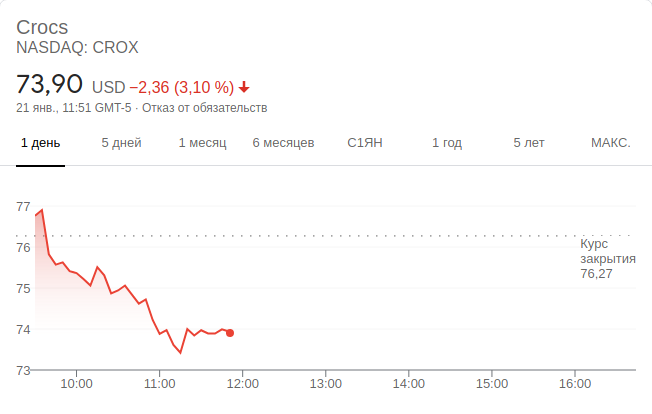 Crocs
NASDAQ: CROX
73,90 USD −2,36 (3,10 %)
21 янв., 11:51 GMT-5 · Отказ от обязательств
1 день 5 дней 1 месяц 6 месяцев С1ЯН 1 год 5 лет МАКС.
77
76
75
74
73
Курс
закрытия
76,27
10:00 11:00 12:00 13:00 14:00 15:00 16:00